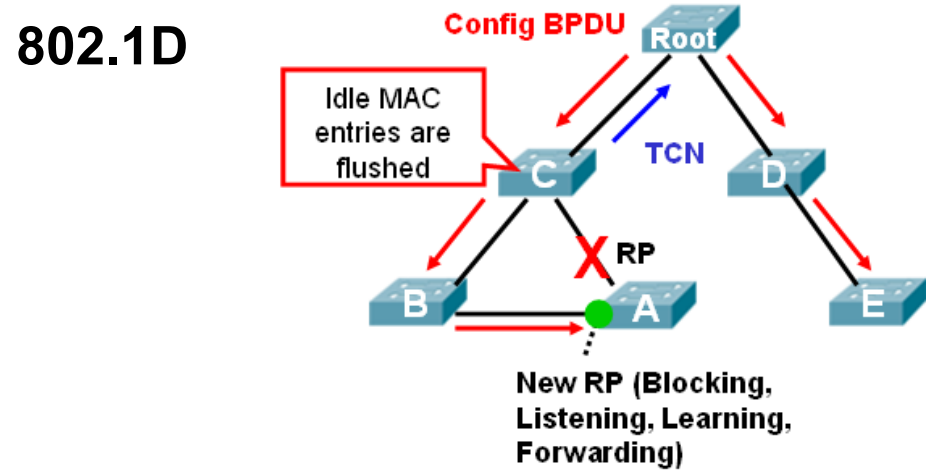 802.1D
Config BPDU
Root
Idle MAC
entries are
flushed
TCN
C
D
X RP
B
A
E
New RP (Blocking,
Listening, Learning,
Forwarding)